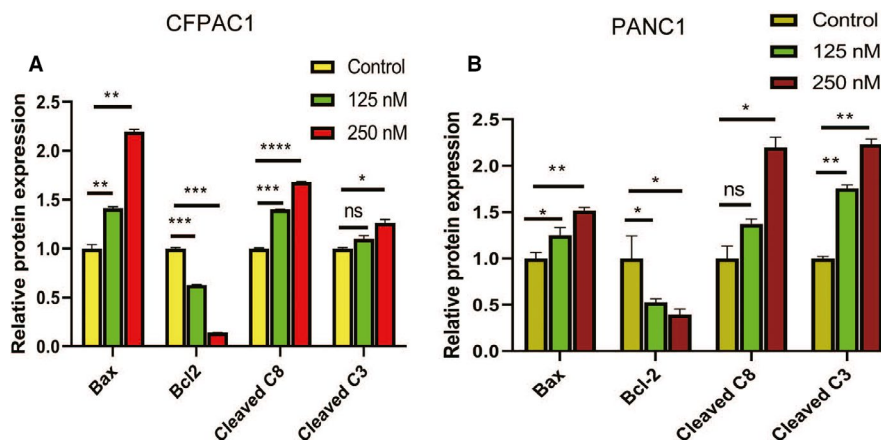 CFPAC1
A
Control
125 nM
250 nM
Relative protein expression
2.5
2.0
1.5
1.0
0.5
0.0
**
**
***
***
****
***
*
ns
Bax
Bcl2
Cleaved C8
Cleaved C3
PANC1
B
Control
125 nM
250 nM
Relative protein expression
2.5
2.0
1.5
1.0
0.5
0.0
**
*
*
*
*
ns
**
**
Bax
Bcl-2
Cleaved C8
Cleaved C3